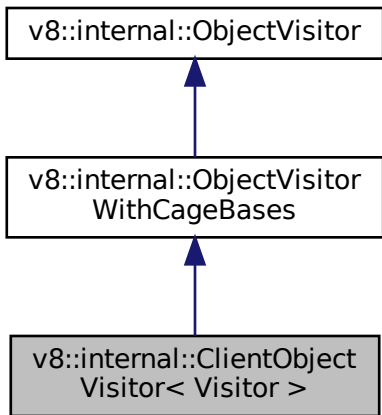 v8::internal::ObjectVisitor
v8::internal::ObjectVisitor
WithCageBases
v8::internal::ClientObject
Visitor< Visitor >